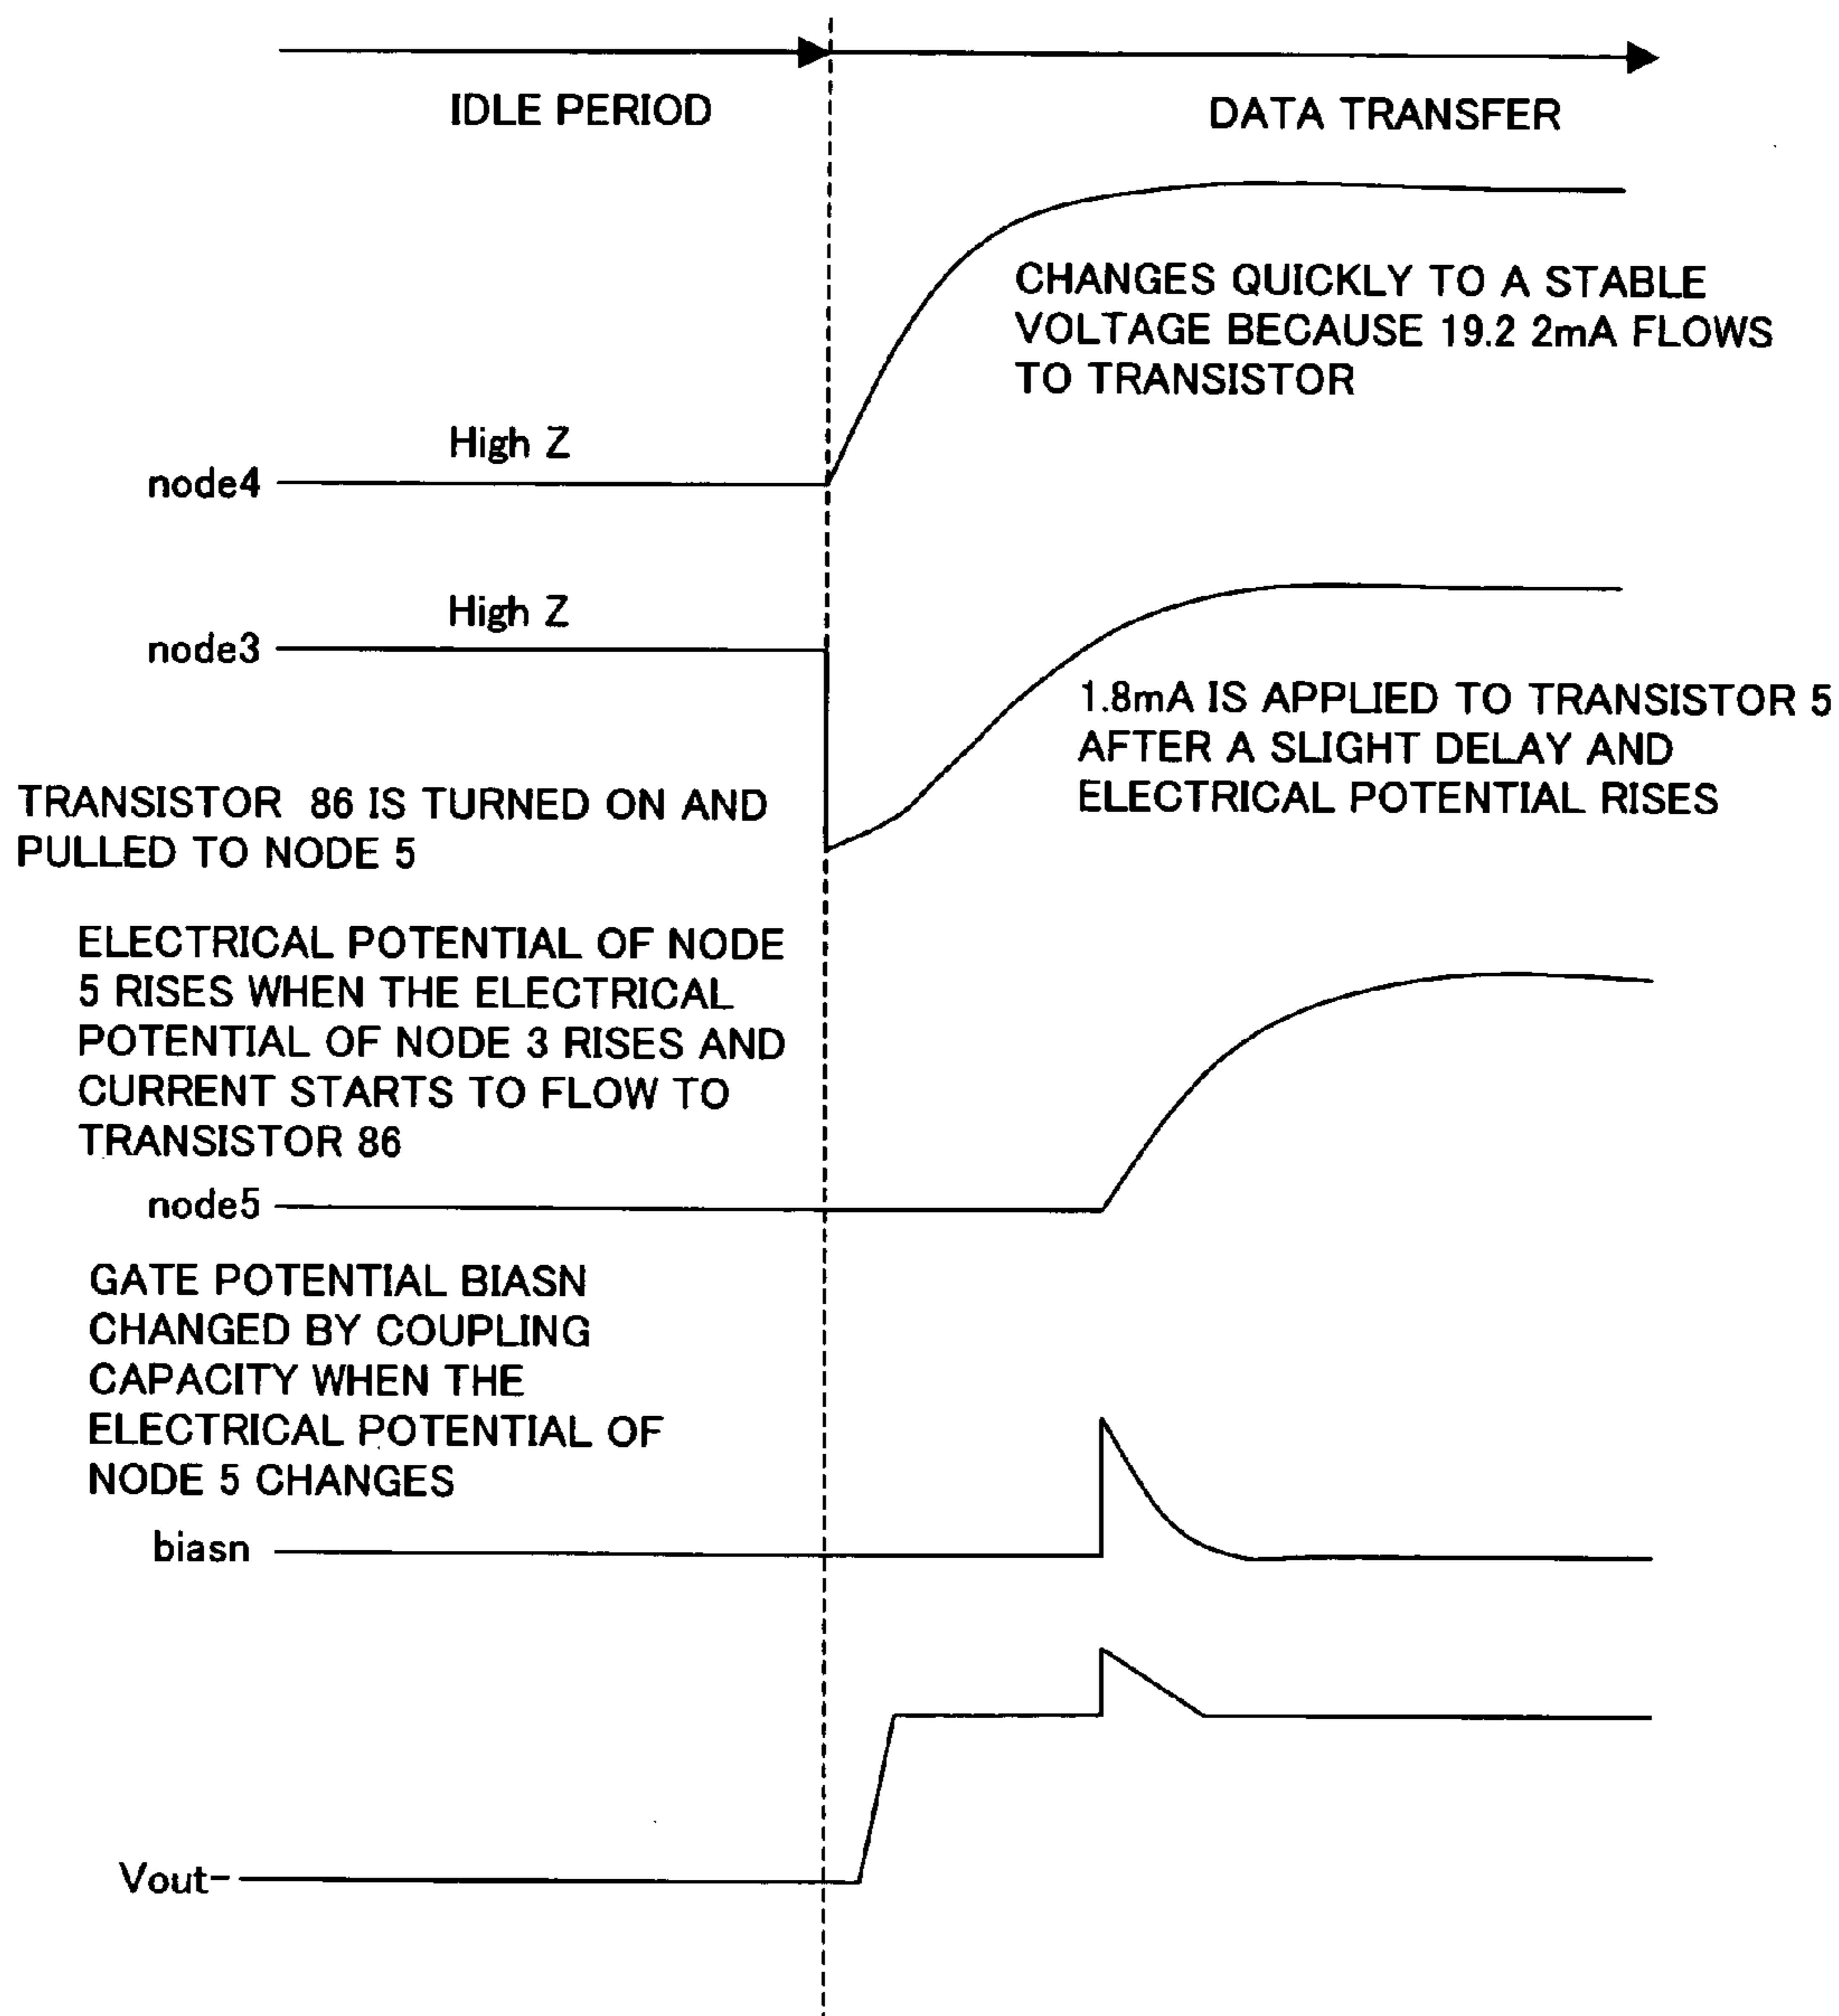 IDLE PERIOD
DATA TRANSFER
CHANGES QUICKLY TO A STABLE
VOLTAGE BECAUSE 19.2 2mA FLOWS
TO TRANSISTOR
High Z
node4
High Z
node3
1.8mA IS APPLIED TO TRANSISTOR 5
AFTER A SLIGHT DELAY AND
ELECTRICAL POTENTIAL RISES
TRANSISTOR 86 IS TURNED ON AND
PULLED TO NODE 5
ELECTRICAL POTENTIAL OF NODE
5 RISES WHEN THE ELECTRICAL
POTENTIAL OF NODE 3 RISES AND
CURRENT STARTS TO FLOW TO
TRANSISTOR 86
node5
GATE POTENTIAL BIASN
CHANGED BY COUPLING
CAPACITY WHEN THE
ELECTRICAL POTENTIAL OF
NODE 5 CHANGES
biasn
Vout-